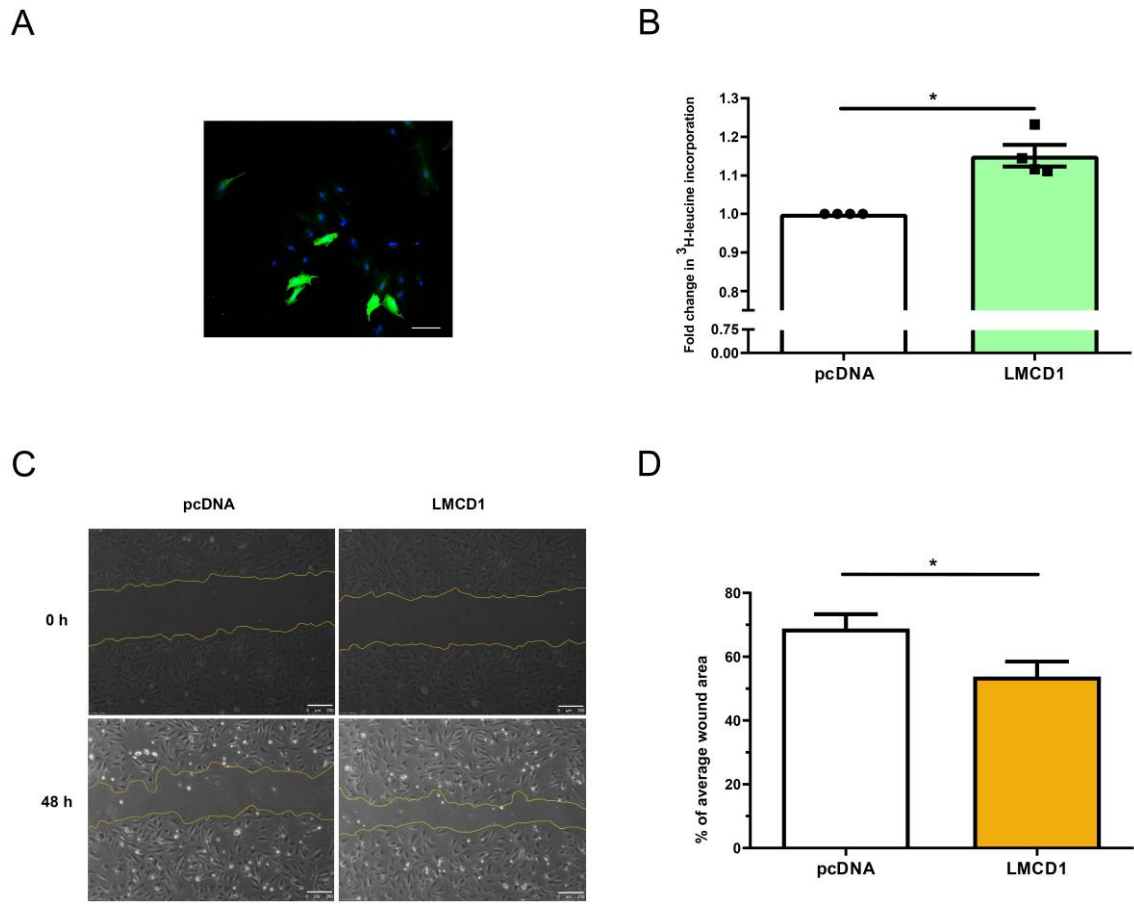 A
B
Fold change in ³H-leucine incorporation
1.3
1.2
1.1
1.0
0.9
0.8
0.75
0.00
*
pcDNA
LMCD1
C
pcDNA
LMCD1
0 h
48 h
D
% of average wound area
80
60
40
20
0
*
pcDNA
LMCD1